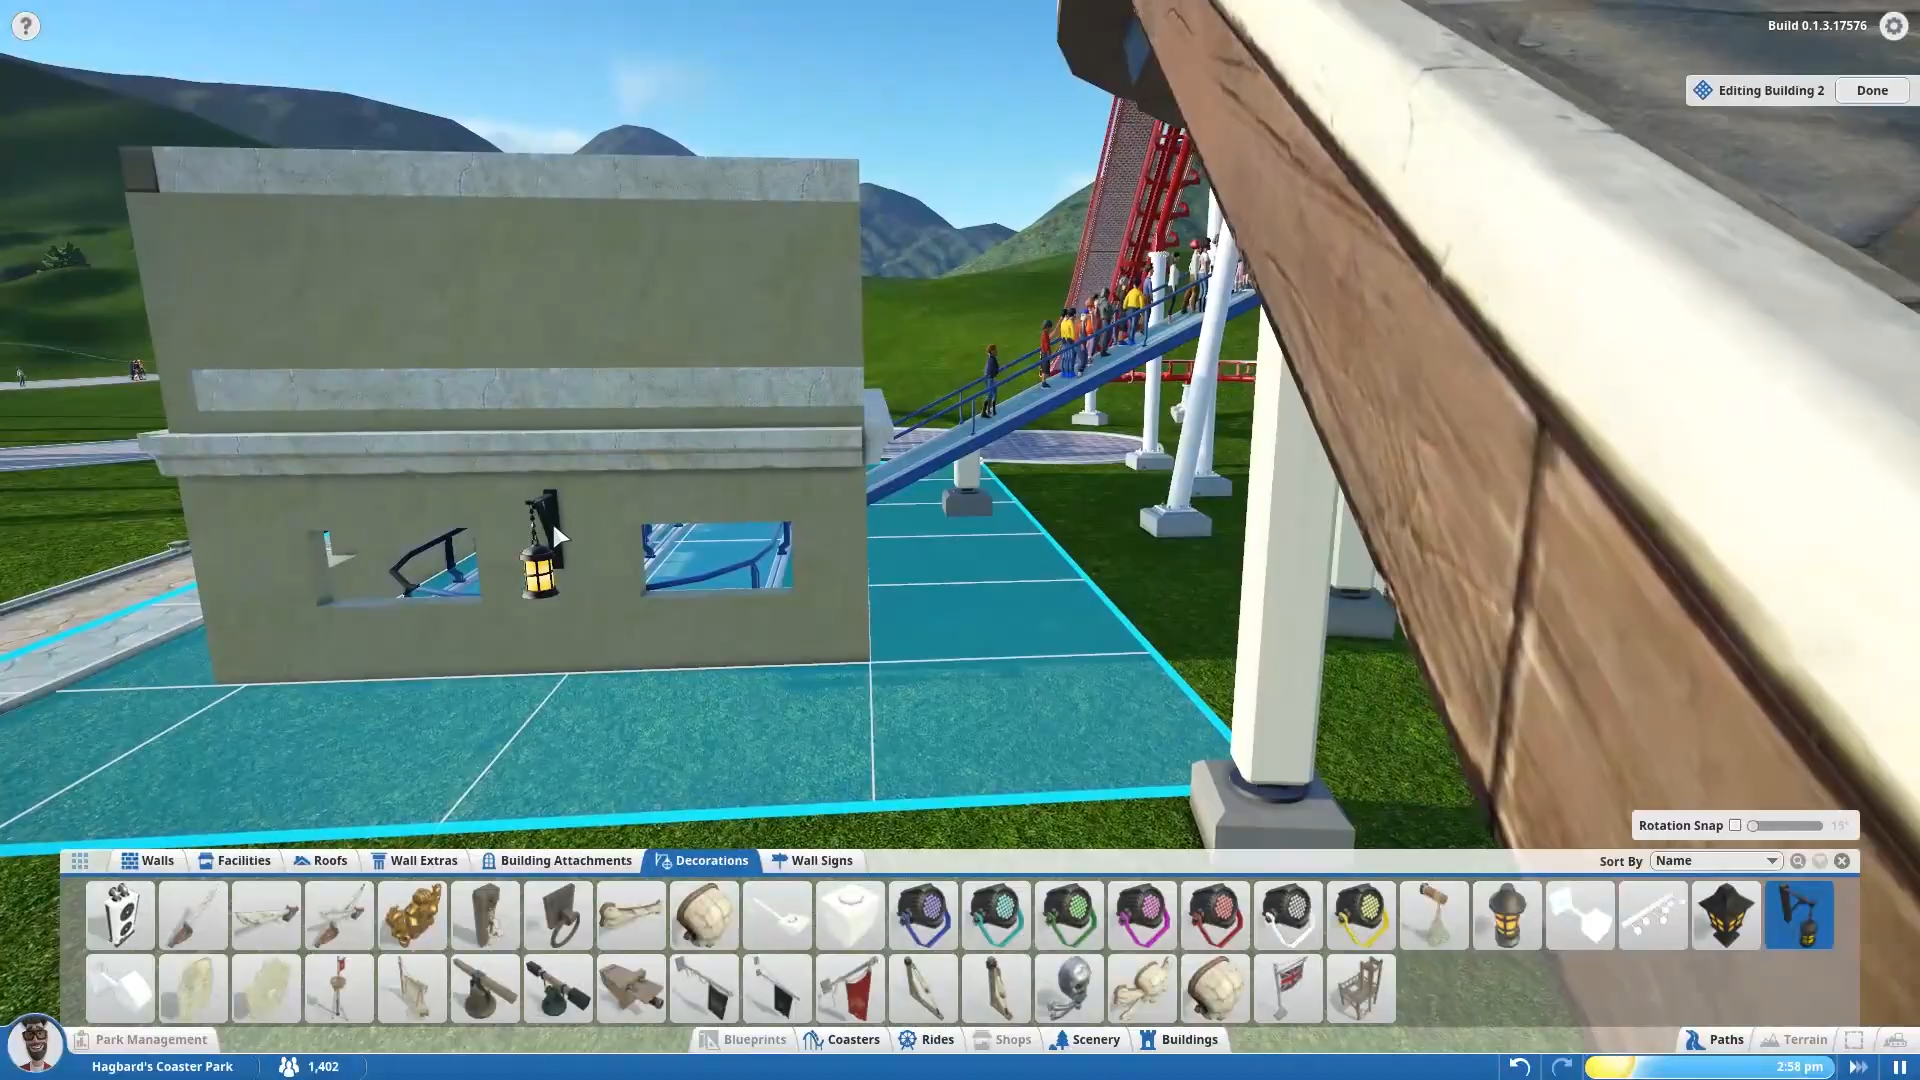 ?
Build 0.1.3.17576
Editing Building 2 Done
Rotation Snap 15°
Walls Facilities Roofs Wall Extras Building Attachments Decorations Wall Signs Sort By Name
Park Management Blueprints Coasters Rides Shops Scenery Buildings Paths Terrain
Hagbard's Coaster Park 1,402 2:58 pm